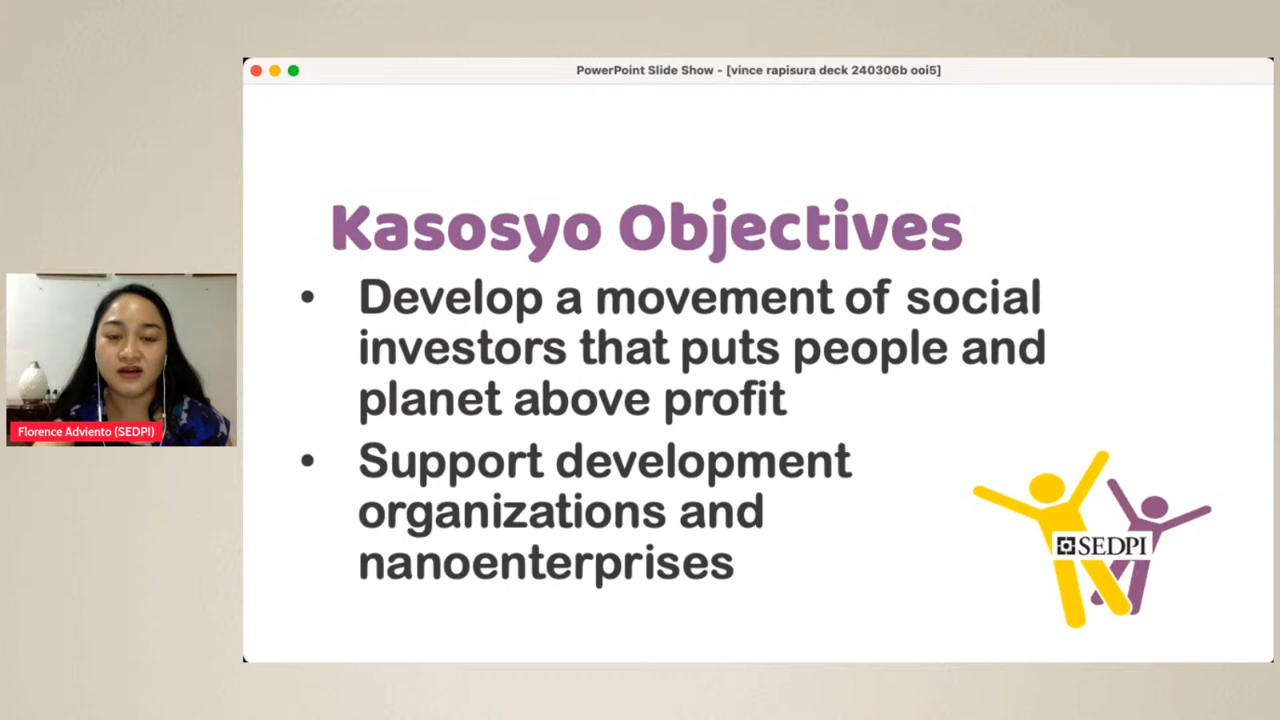 PowerPoint Slide Show - [vince rapisura deck 240306b ooi5]
Kasosyo Objectives
• Develop a movement of social
investors that puts people and
planet above profit
• Support development
organizations and
nanoenterprises
SEDPI
Florence Adviento (SEDPI)